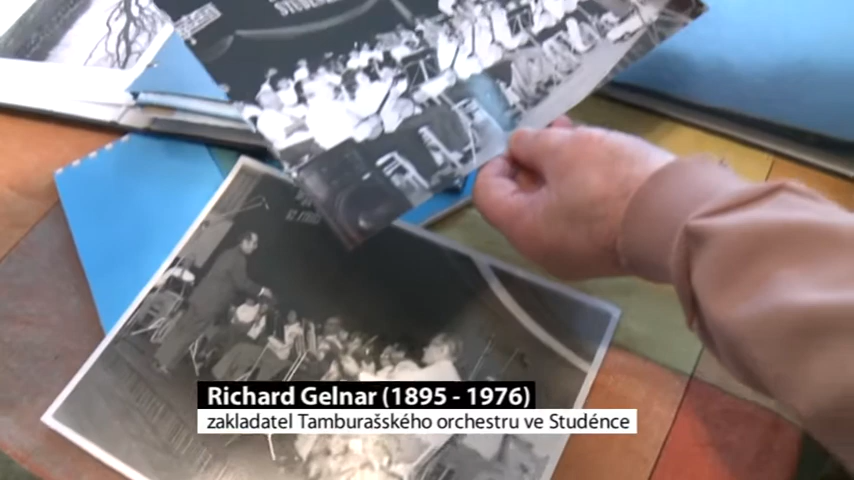 Richard Gelnar (1895 - 1976)
zakladatel Tamburašského orchestru ve Studénce